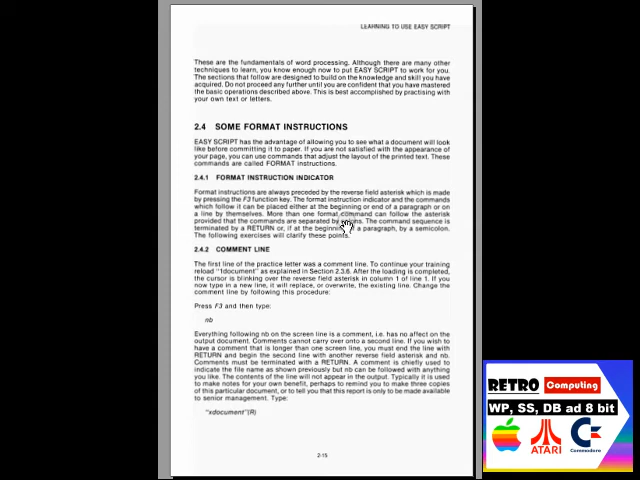 LEARNING TO USE EASY SCRIPT
These are the fundamentals of word processing. Although there are many other
techniques to learn, you know enough now to put EASY SCRIPT to work for you.
The sections that follow are designed to build on the knowledge and skill you have
acquired. Do not proceed any further until you are confident that you have mastered
the basic operations described above. This is best accomplished by practising with
your own text or letters.
2.4 SOME FORMAT INSTRUCTIONS
EASY SCRIPT has the advantage of allowing you to see what a document will look
like before committing it to paper. If you are not satisfied with the appearance of
your page, you can use commands that adjust the layout of the printed text. These
commands are called FORMAT instructions.
2.4.1 FORMAT INSTRUCTION INDICATOR
Format instructions are always preceded by the reverse field asterisk which is made
by pressing the F3 function key. The format instruction indicator and the commands
which follow it can be placed either at the beginning or end of a paragraph or on
a line by themselves. More than one format command can follow the asterisk
provided that the commands are separated by The command sequence is
terminated by a RETURN or, if at the beginning a paragraph, by a semicolon.
The following exercises will clarify these points.
2.4.2 COMMENT LINE
The first line of the practice letter was a comment line. To continue your training
reload "1document" as explained in Section 2.3.6. After the loading is completed,
the cursor is blinking over the reverse field asterisk in column 1 of line 1. If you
now type in a new line, it will replace, or overwrite, the existing line. Change the
comment line by following this procedure:
Press F3 and then type:
nb
Everything following nb on the screen line is a comment, i.e. has no affect on the
output document. Comments cannot carry over onto a second line. If you wish to
have a comment that is longer than one screen line, you must end the line with
RETURN and begin the second line with another reverse field asterisk and nb.
Comments must be terminated with a RETURN. A comment is chiefly used to
indicate the file name as shown previously but nb can be followed with anything
you like. The contents of the line will not appear in the output. Typically it is used
to make notes for your own benefit, perhaps to remind you to make three copies
of this particular document, or to tell you that this report is only to be made available
to senior management. Type:
"xdocument"(R)
2-15
RETRO Computing
WP, SS, DB ad 8 bit
ATARI
Commodore